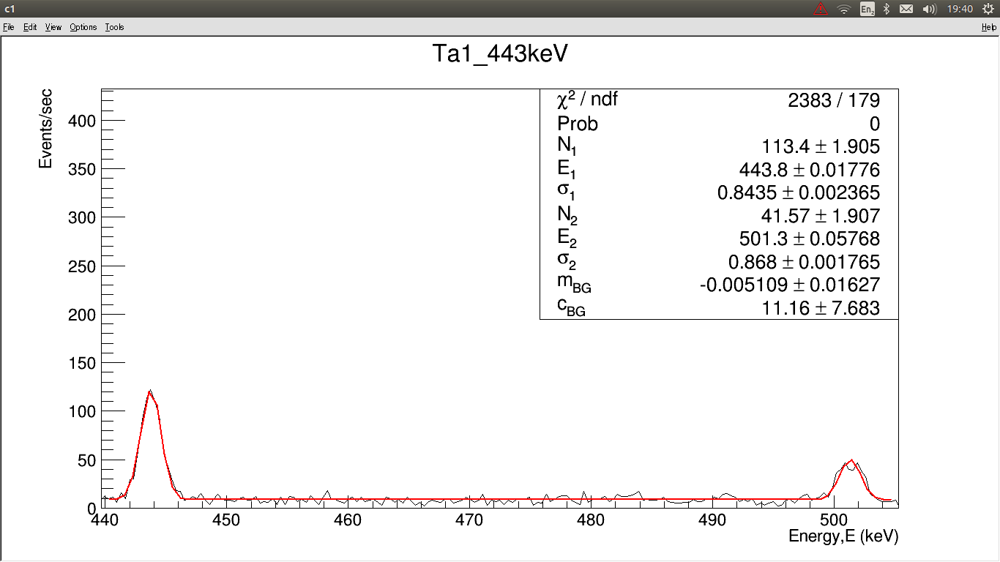 c1
En2 19:40
File Edit View Options Tools Help
Ta1_443keV
Events/sec
χ² / ndf 2383 / 179
Prob 0
N₁ 113.4 ± 1.905
E₁ 443.8 ± 0.01776
σ₁ 0.8435 ± 0.002365
N₂ 41.57 ± 1.907
E₂ 501.3 ± 0.05768
σ₂ 0.868 ± 0.001765
m_BG -0.005109 ± 0.01627
c_BG 11.16 ± 7.683
400
350
300
250
200
150
100
50
0
440 450 460 470 480 490 500
Energy,E (keV)